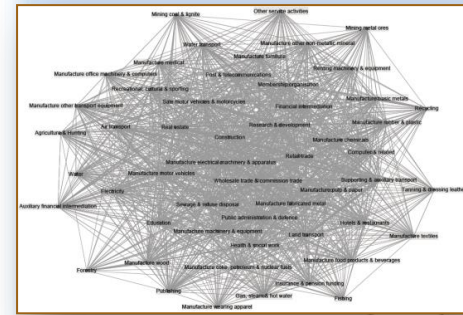 Other service activities
Mining coal & lignite
Mining metal ores
Water transport
Manufacture other non-metallic mineral
Manufacture furniture
Manufacture medical
Renting machinery & equipment
Manufacture office machinery & computers
Post & telecommunications
Recreational, cultural & sporting
Membership organisation
Manufacture basic metals
Sale motor vehicles & motorcycles
Manufacture other transport equipment
Financial intermediation
Recycling
Manufacture rubber & plastic
Air transport
Real estate
Research & development
Agriculture & Hunting
Construction
Manufacture chemicals
Computer & related
Retail trade
Manufacture electrical machinery & apparatus
Water
Manufacture motor vehicles
Wholesale trade & commission trade
Supporting & auxiliary transport
Electricity
Manufacture pulp & paper
Tanning & dressing leather
Auxiliary financial intermediation
Sewage & refuse disposal
Manufacture fabricated metal
Public administration & defence
Education
Hotels & restaurants
Manufacture machinery & equipment
Land transport
Manufacture textiles
Health & social work
Manufacture wood
Manufacture food products & beverages
Manufacture coke, petroleum & nuclear fuels
Forestry
Insurance & pension funding
Publishing
Gas, steam & hot water
Fishing
Manufacture wearing apparel